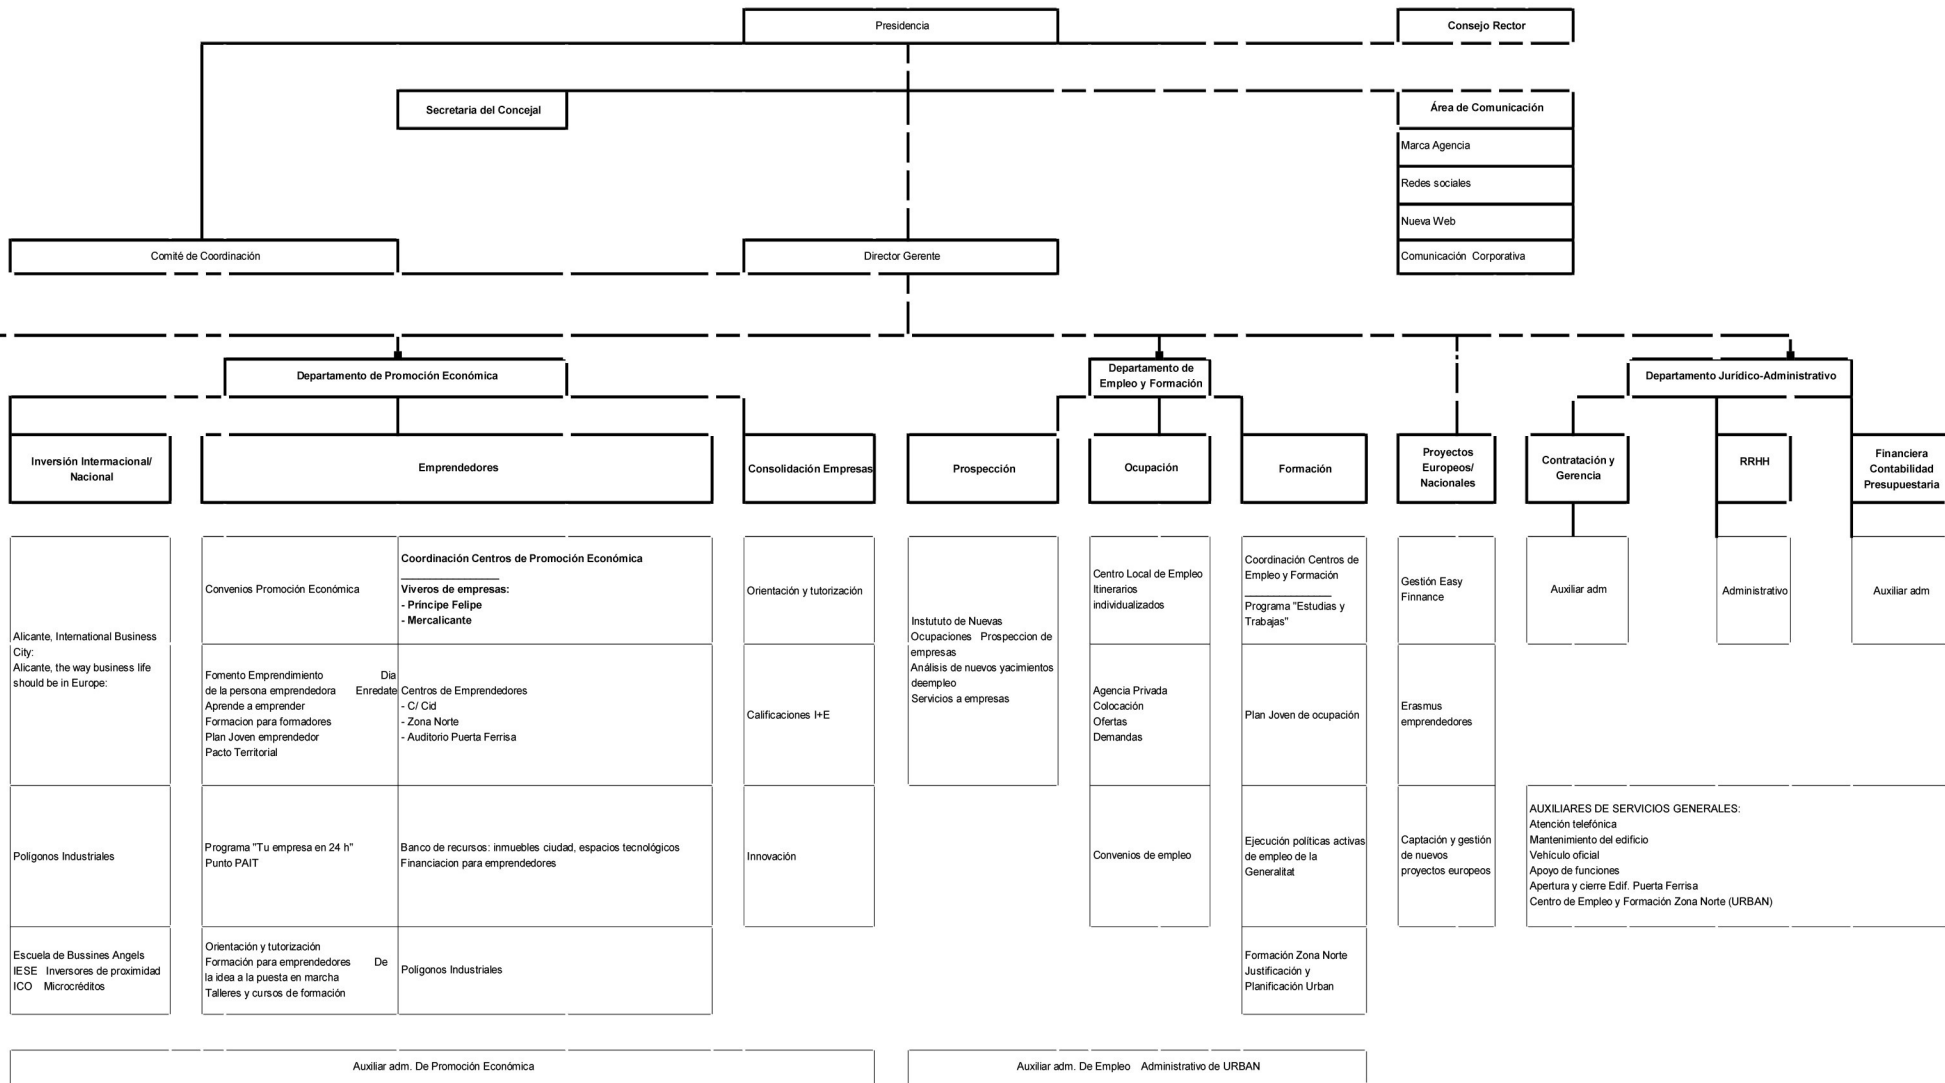 Presidencia
Consejo Rector
Secretaria del Concejal
Área de Comunicación
Marca Agencia
Redes sociales
Nueva Web
Comunicación Corporativa
Comité de Coordinación
Director Gerente
Departamento de Promoción Económica
Departamento de
Empleo y Formación
Departamento Jurídico-Administrativo
Inversión Internacional/
Nacional
Emprendedores
Consolidación Empresas
Prospección
Ocupación
Formación
Proyectos
Europeos/
Nacionales
Contratación y
Gerencia
RRHH
Financiera
Contabilidad
Presupuestaria
Alicante, International Business
City:
Alicante, the way business life
should be in Europe:
Polígonos Industriales
Escuela de Bussines Angels
IESE Inversores de proximidad
ICO Microcréditos
Convenios Promoción Económica
Fomento Emprendimiento Dia
de la persona emprendedora Enredate
Aprende a emprender
Formacion para formadores
Plan Joven emprendedor
Pacto Territorial
Programa "Tu empresa en 24 h"
Punto PAIT
Orientación y tutorización
Formación para emprendedores De
la idea a la puesta en marcha
Talleres y cursos de formación
Coordinación Centros de Promoción Económica
Viveros de empresas:
- Príncipe Felipe
- Mercalicante
Centros de Emprendedores
- C/ Cid
- Zona Norte
- Auditorio Puerta Ferrisa
Banco de recursos: inmuebles ciudad, espacios tecnológicos
Financiacion para emprendedores
Polígonos Industriales
Orientación y tutorización
Calificaciones I+E
Innovación
Instututo de Nuevas
Ocupaciones Prospeccion de
empresas
Análisis de nuevos yacimientos
deempleo
Servicios a empresas
Centro Local de Empleo
Itinerarios
individualizados
Agencia Privada
Colocación
Ofertas
Demandas
Convenios de empleo
Coordinación Centros de
Empleo y Formación
Programa "Estudias y
Trabajas"
Plan Joven de ocupación
Ejecución políticas activas
de empleo de la
Generalitat
Formación Zona Norte
Justificación y
Planificación Urban
Gestión Easy
Finnance
Erasmus
emprendedores
Captación y gestión
de nuevos
proyectos europeos
Auxiliar adm
Administrativo
Auxiliar adm
AUXILIARES DE SERVICIOS GENERALES:
Atención telefónica
Mantenimiento del edificio
Vehículo oficial
Apoyo de funciones
Apertura y cierre Edif. Puerta Ferrisa
Centro de Empleo y Formación Zona Norte (URBAN)
Auxiliar adm. De Promoción Económica
Auxiliar adm. De Empleo Administrativo de URBAN